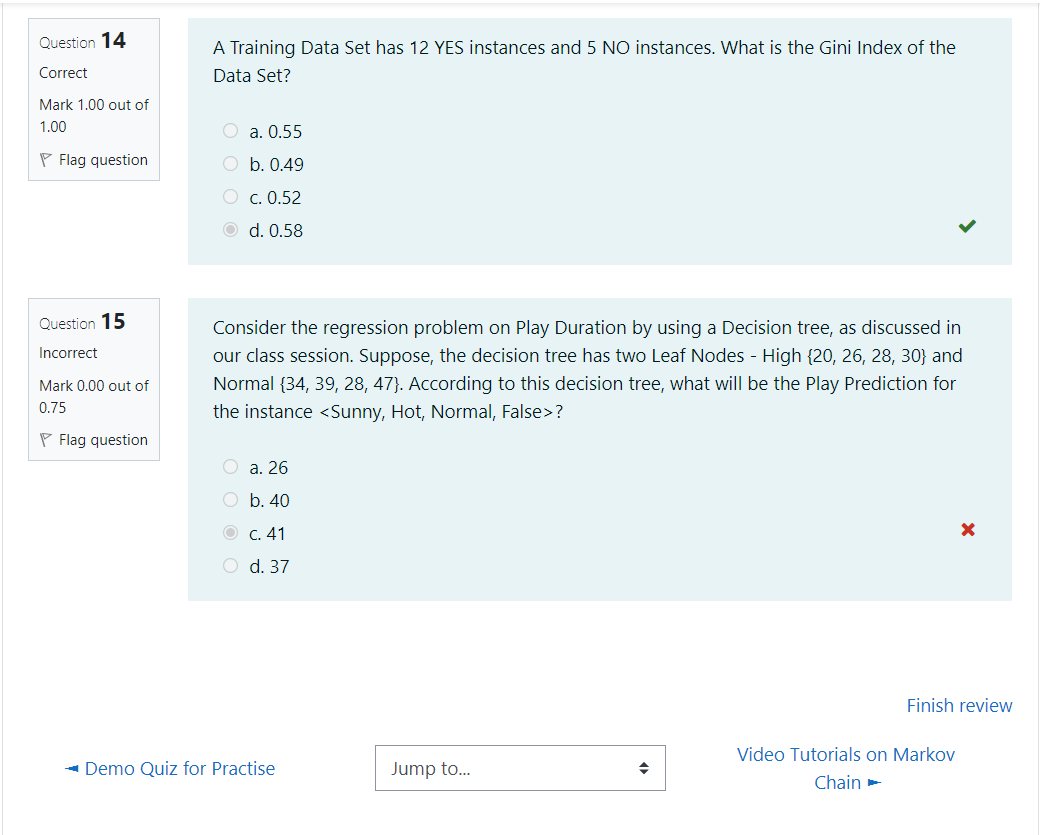 Question 14
Correct
Mark 1.00 out of
1.00
Flag question
A Training Data Set has 12 YES instances and 5 NO instances. What is the Gini Index of the
Data Set?
a. 0.55
b. 0.49
c. 0.52
d. 0.58
Question 15
Incorrect
Mark 0.00 out of
0.75
Flag question
Consider the regression problem on Play Duration by using a Decision tree, as discussed in
our class session. Suppose, the decision tree has two Leaf Nodes - High {20, 26, 28, 30} and
Normal {34, 39, 28, 47}. According to this decision tree, what will be the Play Prediction for
the instance <Sunny, Hot, Normal, False>?
a. 26
b. 40
c. 41
d. 37
Finish review
◄ Demo Quiz for Practise
Jump to...
Video Tutorials on Markov
Chain ►